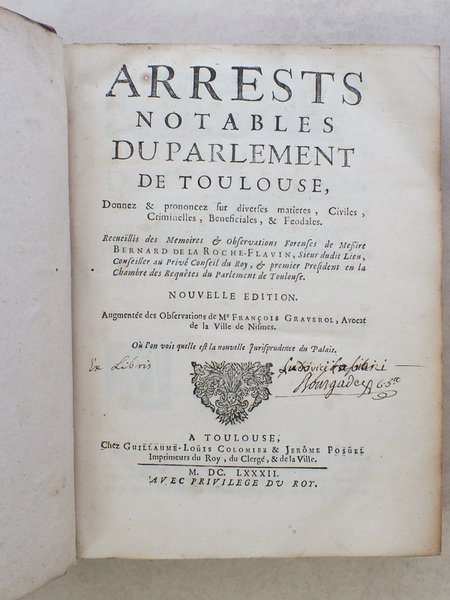 ARRESTS
NOTABLES
DU PARLEMENT
DE TOULOUSE,
Donnez & prononcez sur diverses matieres, Civiles,
Criminelles, Beneficiales, & Feodales.
Recueillis des Memoires & Observations Forenses de Messire
BERNARD DE LA ROCHE-FLAVIN, Sieur dudit Lieu,
Conseiller au Privé Conseil du Roy, & premier President en la
Chambre des Requêtes du Parlement de Toulouse.
NOUVELLE EDITION.
Augmentée des Observations de Me FRANÇOIS GRAVEROL, Avocat
de la Ville de Nismes.
Où l'on voit quelle est la nouvelle Jurisprudence du Palais.
Ex Libris
A TOULOUSE,
Chez GUILLAUME-LOÜIS COLOMIEZ & JERÔME POSÜEL
Imprimeurs du Roy, du Clergé, & de la Ville.
M. DC. LXXXII.
AVEC PRIVILEGE DU ROY.